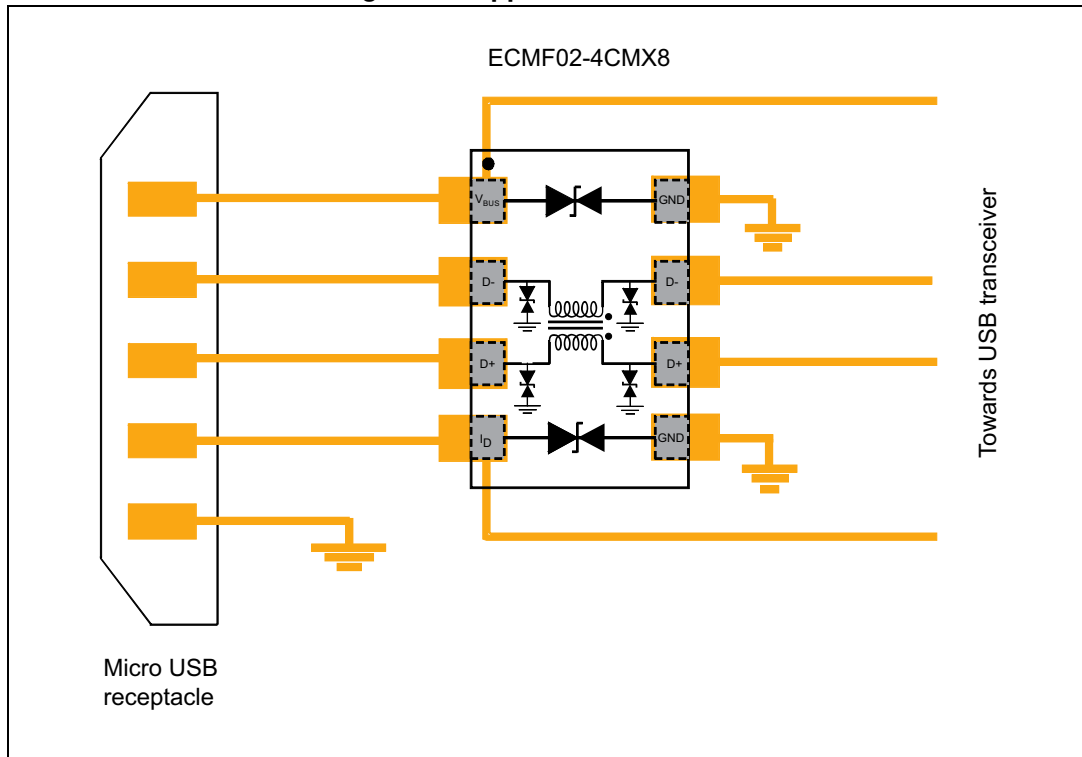 ECMF02-4CMX8
VBUS
GND
D-
D-
D+
D+
ID
GND
Towards USB transceiver
Micro USB
receptacle